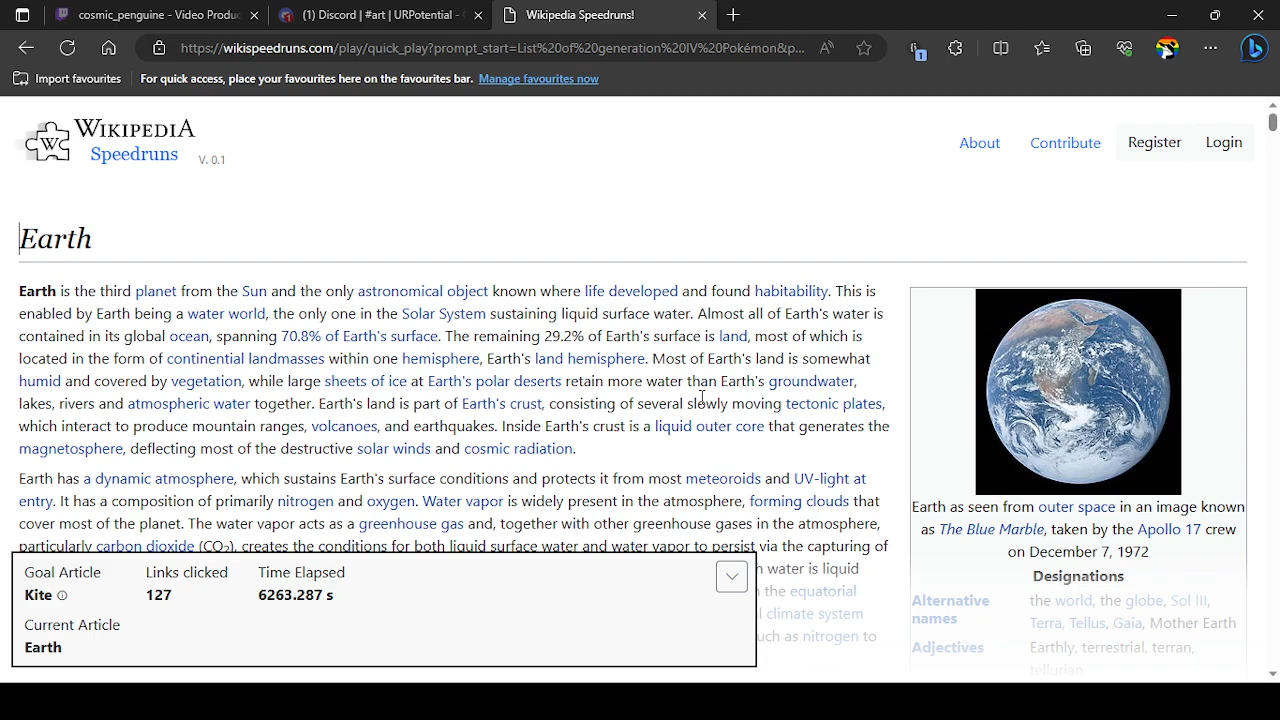 cosmic_penguine - Video Produc
(1) Discord | #art | URPotential -
Wikipedia Speedruns!
https://wikispeedruns.com/play/quick_play?prompt_start=List%20of%20generation%20IV%20Pokémon&p...
1
Import favourites
For quick access, place your favourites here on the favourites bar. Manage favourites now
WIKIPEDIA
Speedruns V. 0.1
About
Contribute
Register
Login
Earth
Earth is the third planet from the Sun and the only astronomical object known where life developed and found habitability. This is
enabled by Earth being a water world, the only one in the Solar System sustaining liquid surface water. Almost all of Earth's water is
contained in its global ocean, spanning 70.8% of Earth's surface. The remaining 29.2% of Earth's surface is land, most of which is
located in the form of continental landmasses within one hemisphere, Earth's land hemisphere. Most of Earth's land is somewhat
humid and covered by vegetation, while large sheets of ice at Earth's polar deserts retain more water than Earth's groundwater,
lakes, rivers and atmospheric water together. Earth's land is part of Earth's crust, consisting of several slowly moving tectonic plates,
which interact to produce mountain ranges, volcanoes, and earthquakes. Inside Earth's crust is a liquid outer core that generates the
magnetosphere, deflecting most of the destructive solar winds and cosmic radiation.
Earth has a dynamic atmosphere, which sustains Earth's surface conditions and protects it from most meteoroids and UV-light at
entry. It has a composition of primarily nitrogen and oxygen. Water vapor is widely present in the atmosphere, forming clouds that
cover most of the planet. The water vapor acts as a greenhouse gas and, together with other greenhouse gases in the atmosphere,
particularly carbon dioxide (CO2), creates the conditions for both liquid surface water and water vapor to persist via the capturing of
h water is liquid
the equatorial
l climate system
uch as nitrogen to
Earth as seen from outer space in an image known
as The Blue Marble, taken by the Apollo 17 crew
on December 7, 1972
Designations
Alternative names
the world, the globe, Sol III,
Terra, Tellus, Gaia, Mother Earth
Adjectives
Earthly, terrestrial, terran,
tellurian
Goal Article
Kite
Links clicked
127
Time Elapsed
6263.287 s
Current Article
Earth